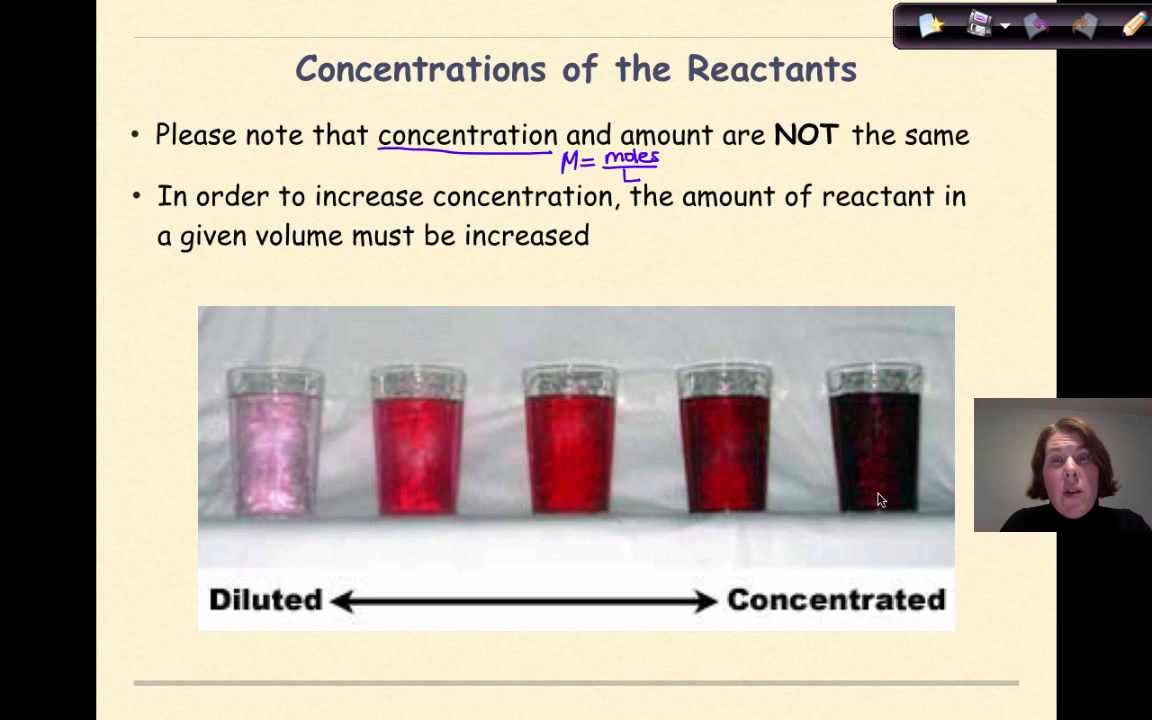 Concentrations of the Reactants
• Please note that concentration and amount are NOT the same
M = moles
L
• In order to increase concentration, the amount of reactant in
a given volume must be increased
Diluted
Concentrated